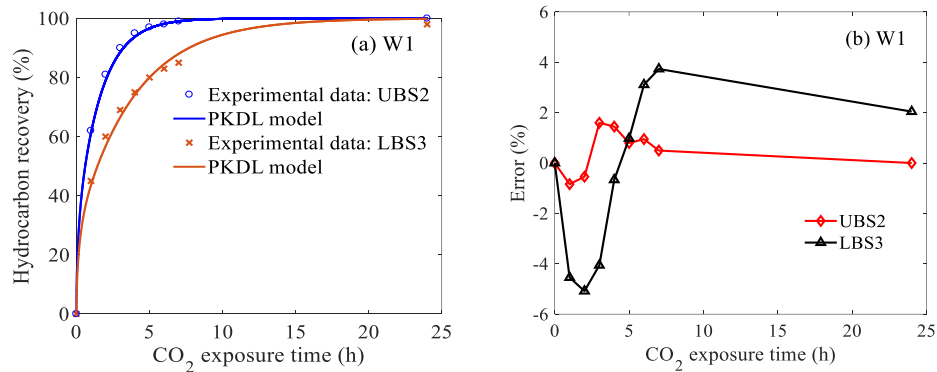 100
80
60
40
20
0
0
5
10
15
20
25
Hydrocarbon recovery (%)
CO2 exposure time (h)
(a) W1
Experimental data: UBS2
PKDL model
Experimental data: LBS3
PKDL model
6
4
2
0
-2
-4
-6
0
5
10
15
20
25
Error (%)
CO2 exposure time (h)
(b) W1
UBS2
LBS3